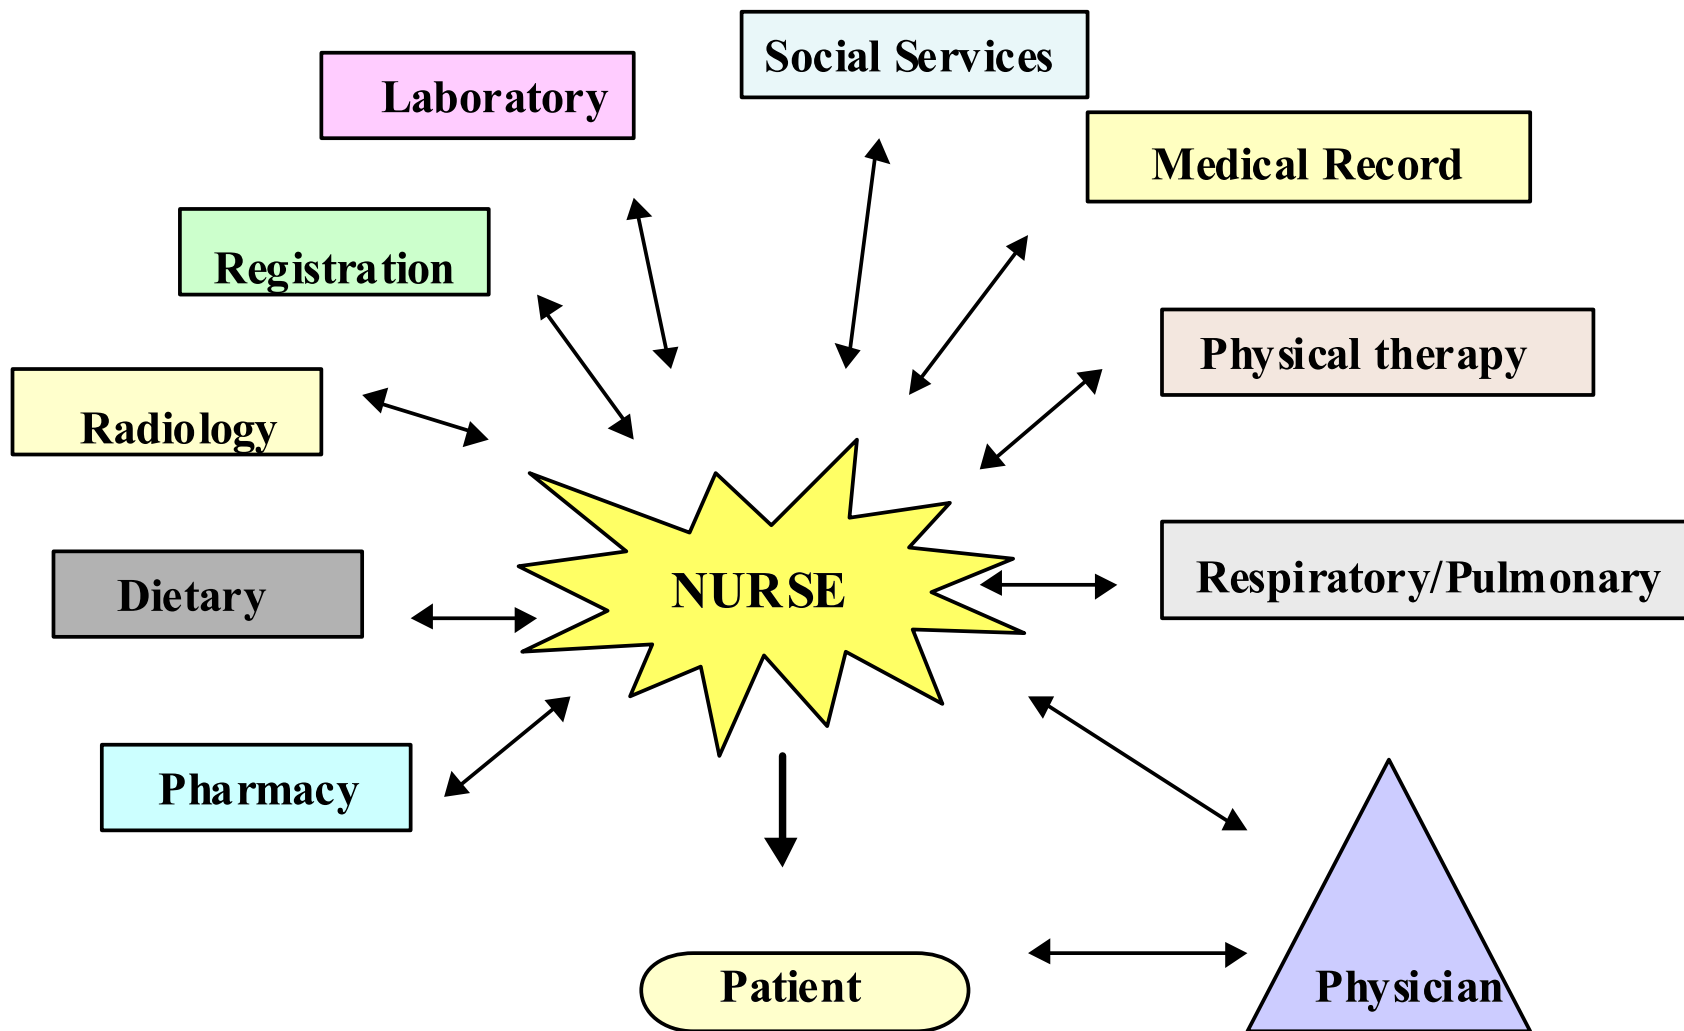 Social Services
Laboratory
Medical Record
Registration
Physical therapy
Radiology
Respiratory/Pulmonary
NURSE
Dietary
Pharmacy
Patient
Physician